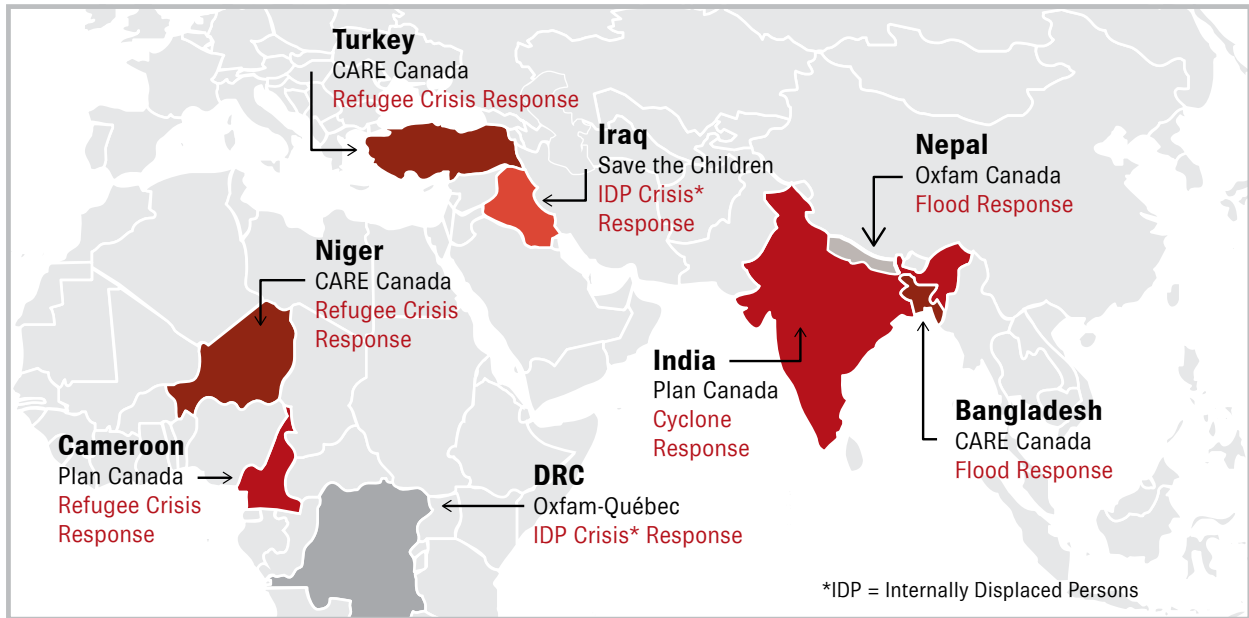 Turkey
CARE Canada
Refugee Crisis Response
Iraq
Save the Children
IDP Crisis*
Response
Nepal
Oxfam Canada
Flood Response
Niger
CARE Canada
Refugee Crisis
Response
India
Plan Canada
Cyclone
Response
Bangladesh
CARE Canada
Flood Response
Cameroon
Plan Canada
Refugee Crisis
Response
DRC
Oxfam-Québec
IDP Crisis* Response
*IDP = Internally Displaced Persons